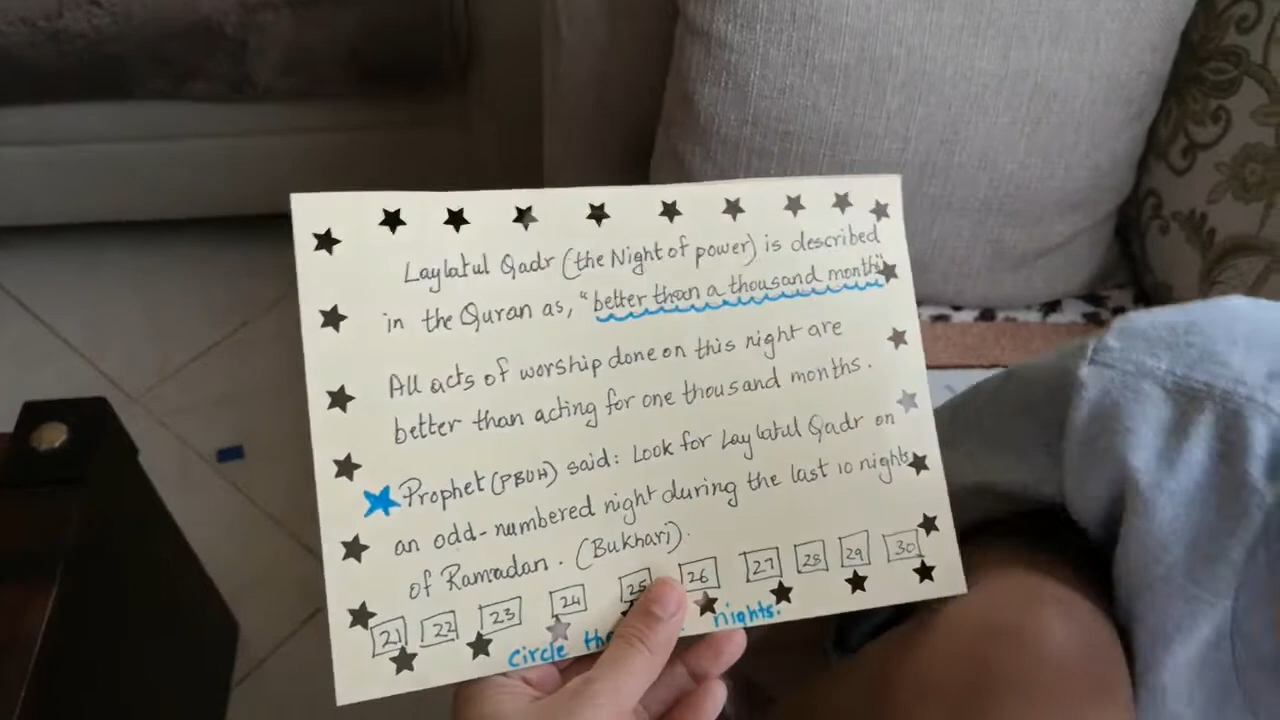 Laylatul Qadr (the Night of power) is described
in the Quran as, "better than a thousand months"
All acts of worship done on this night are
better than acting for one thousand months.
Prophet (PBUH) said: Look for Laylatul Qadr on
an odd-numbered night during the last 10 nights
of Ramadan. (Bukhari).
21 22 23 24 25 26 27 28 29 30
circle nights.